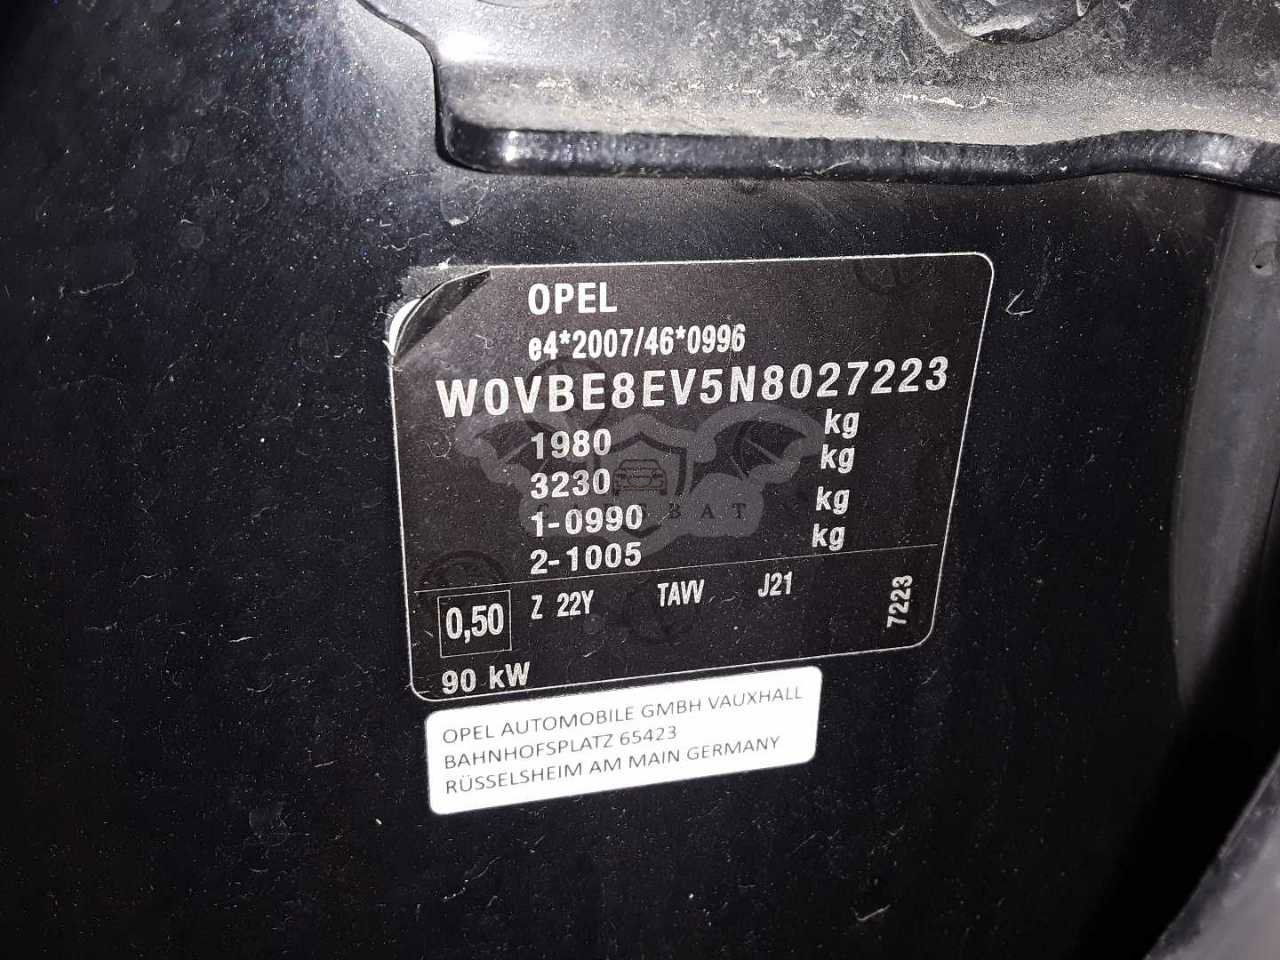 OPEL
e4*2007/46*0996
W0VBE8EV5N8027223
1980 kg
3230 kg
1-0990 kg
2-1005 kg
0,50 Z 22Y TAVV J21 7223
90 kW
OPEL AUTOMOBILE GMBH VAUXHALL
BAHNHOFSPLATZ 65423
RÜSSELSHEIM AM MAIN GERMANY